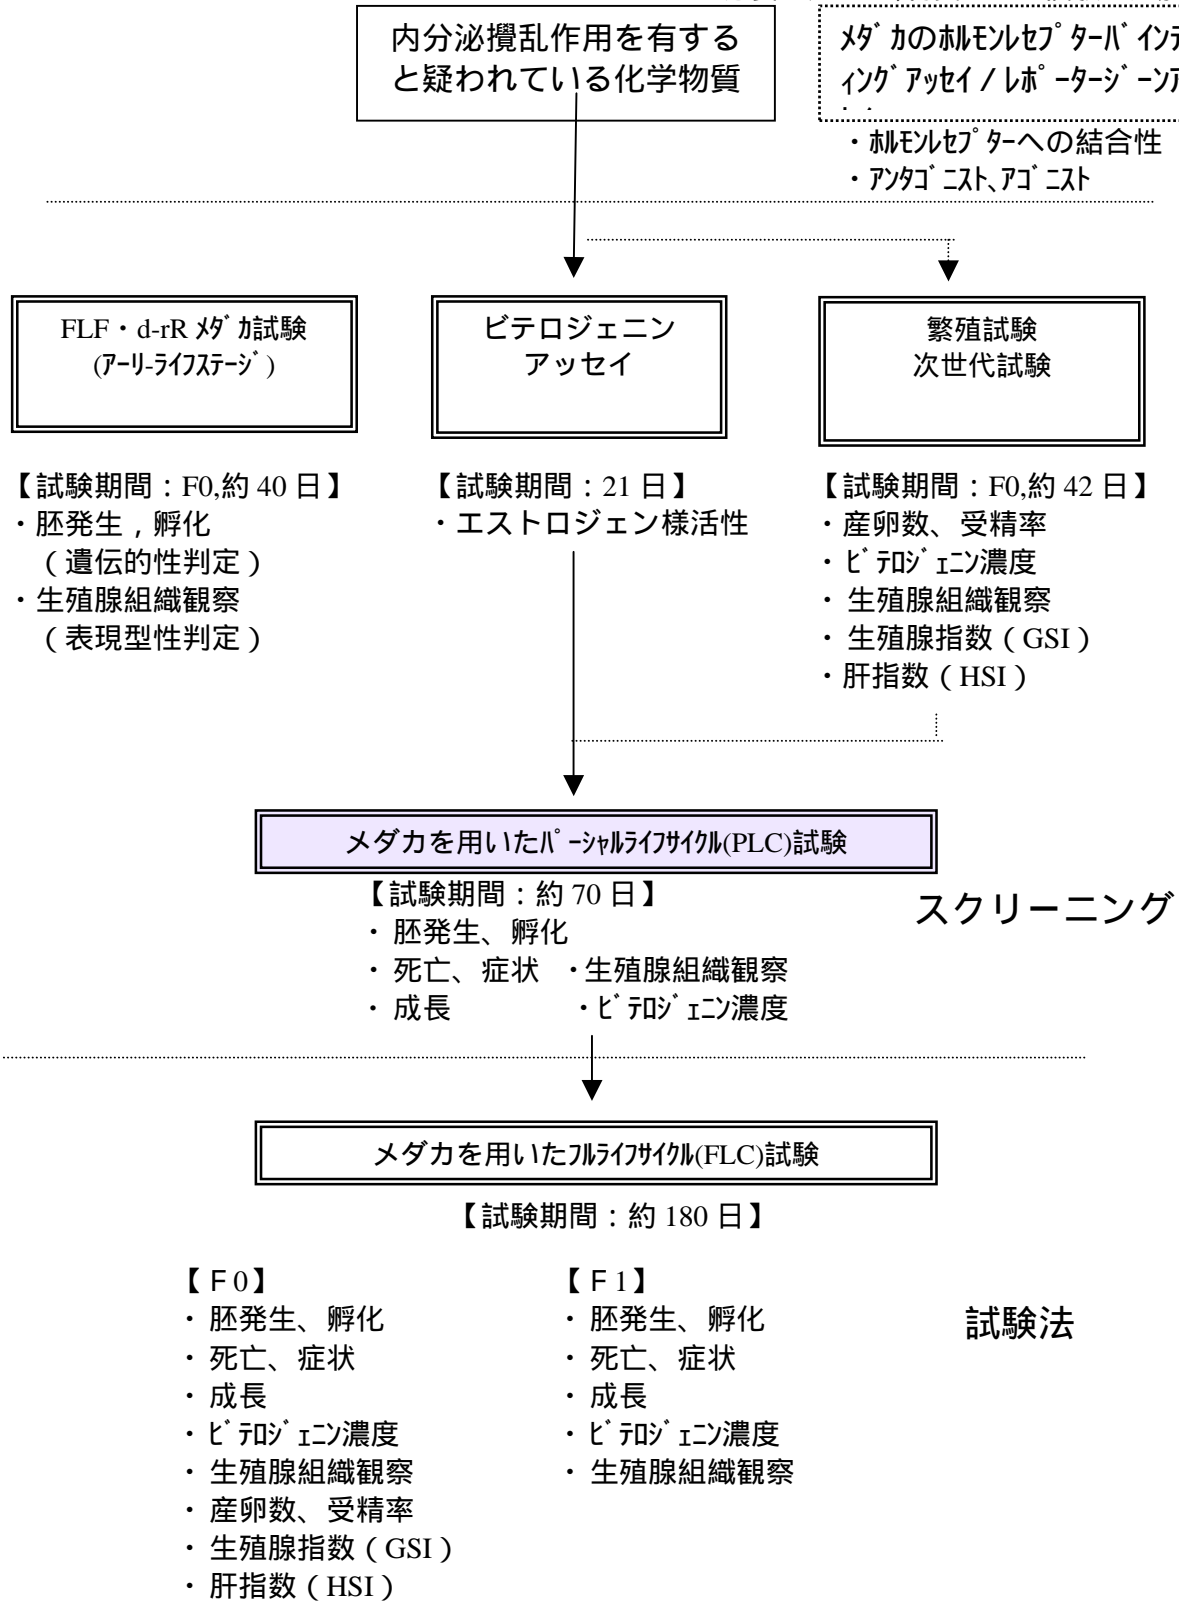 内分泌攪乱作用を有する
と疑われている化学物質
メダカのホルモンレセプターバインデ
ィングアッセイ / レポータージーンア
・ホルモンレセプターへの結合性
・アンタゴニスト、アゴニスト
FLF・d-rR メダカ試験
(アーリ-ライフステージ)
ビテロジェニン
アッセイ
繁殖試験
次世代試験
【試験期間：F0,約 40 日】
・胚発生 , 孵化
（遺伝的性判定）
・生殖腺組織観察
（表現型性判定）
【試験期間：21 日】
・エストロジェン様活性
【試験期間：F0,約 42 日】
・産卵数、受精率
・ビテロジェニン濃度
・ 生殖腺組織観察
・ 生殖腺指数（GSI）
・肝指数（HSI）
メダカを用いたパーシャルライフサイクル(PLC)試験
【試験期間：約 70 日】
・ 胚発生、孵化
・ 死亡、症状 ・生殖腺組織観察
・ 成長 ・ビテロジェニン濃度
スクリーニング
メダカを用いたフルライフサイクル(FLC)試験
【試験期間：約 180 日】
【Ｆ0】
・ 胚発生、孵化
・ 死亡、症状
・ 成長
・ビテロジェニン濃度
・ 生殖腺組織観察
・ 産卵数、受精率
・ 生殖腺指数（GSI）
・ 肝指数（HSI）
【Ｆ1】
・ 胚発生、孵化
・ 死亡、症状
・ 成長
・ビテロジェニン濃度
・ 生殖腺組織観察
試験法